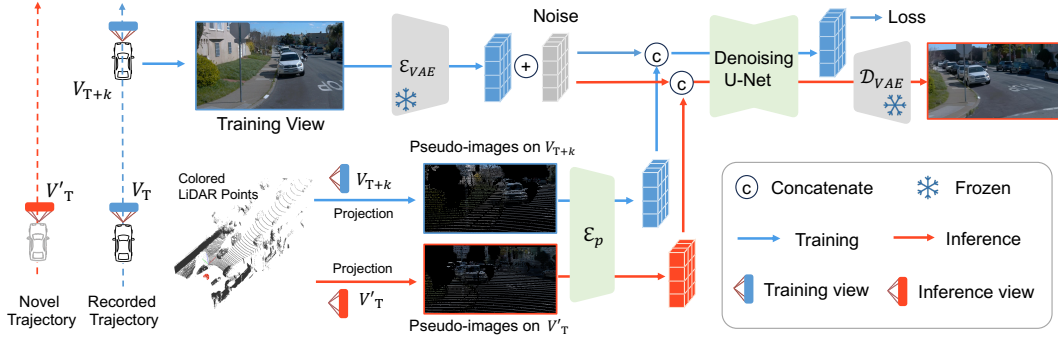 V_{T+k}
V'_T
V_T
Novel
Trajectory
Recorded
Trajectory
Training View
ℰ_{VAE}
+
Noise
c
c
Denoising
U-Net
Loss
𝒟_{VAE}
Colored
LiDAR Points
V_{T+k}
Projection
Projection
V'_T
Pseudo-images on V_{T+k}
Pseudo-images on V'_T
ℰ_p
c Concatenate
Frozen
Training
Inference
Training view
Inference view